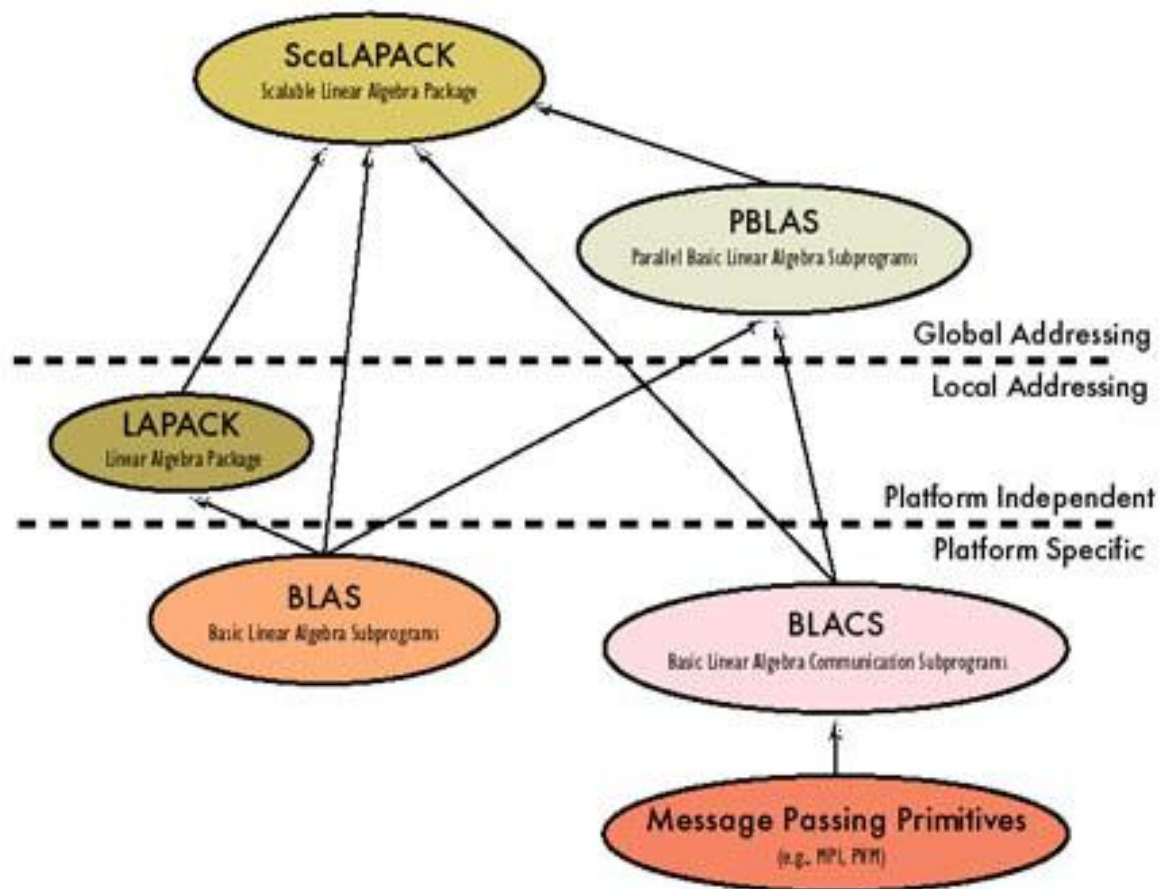 ScaLAPACK
Scalable Linear Algebra Package
PBLAS
Parallel Basic Linear Algebra Subprograms
Global Addressing
Local Addressing
LAPACK
Linear Algebra Package
Platform Independent
Platform Specific
BLAS
Basic Linear Algebra Subprograms
BLACS
Basic Linear Algebra Communication Subprograms
Message Passing Primitives
(e.g., MPI, PVM)